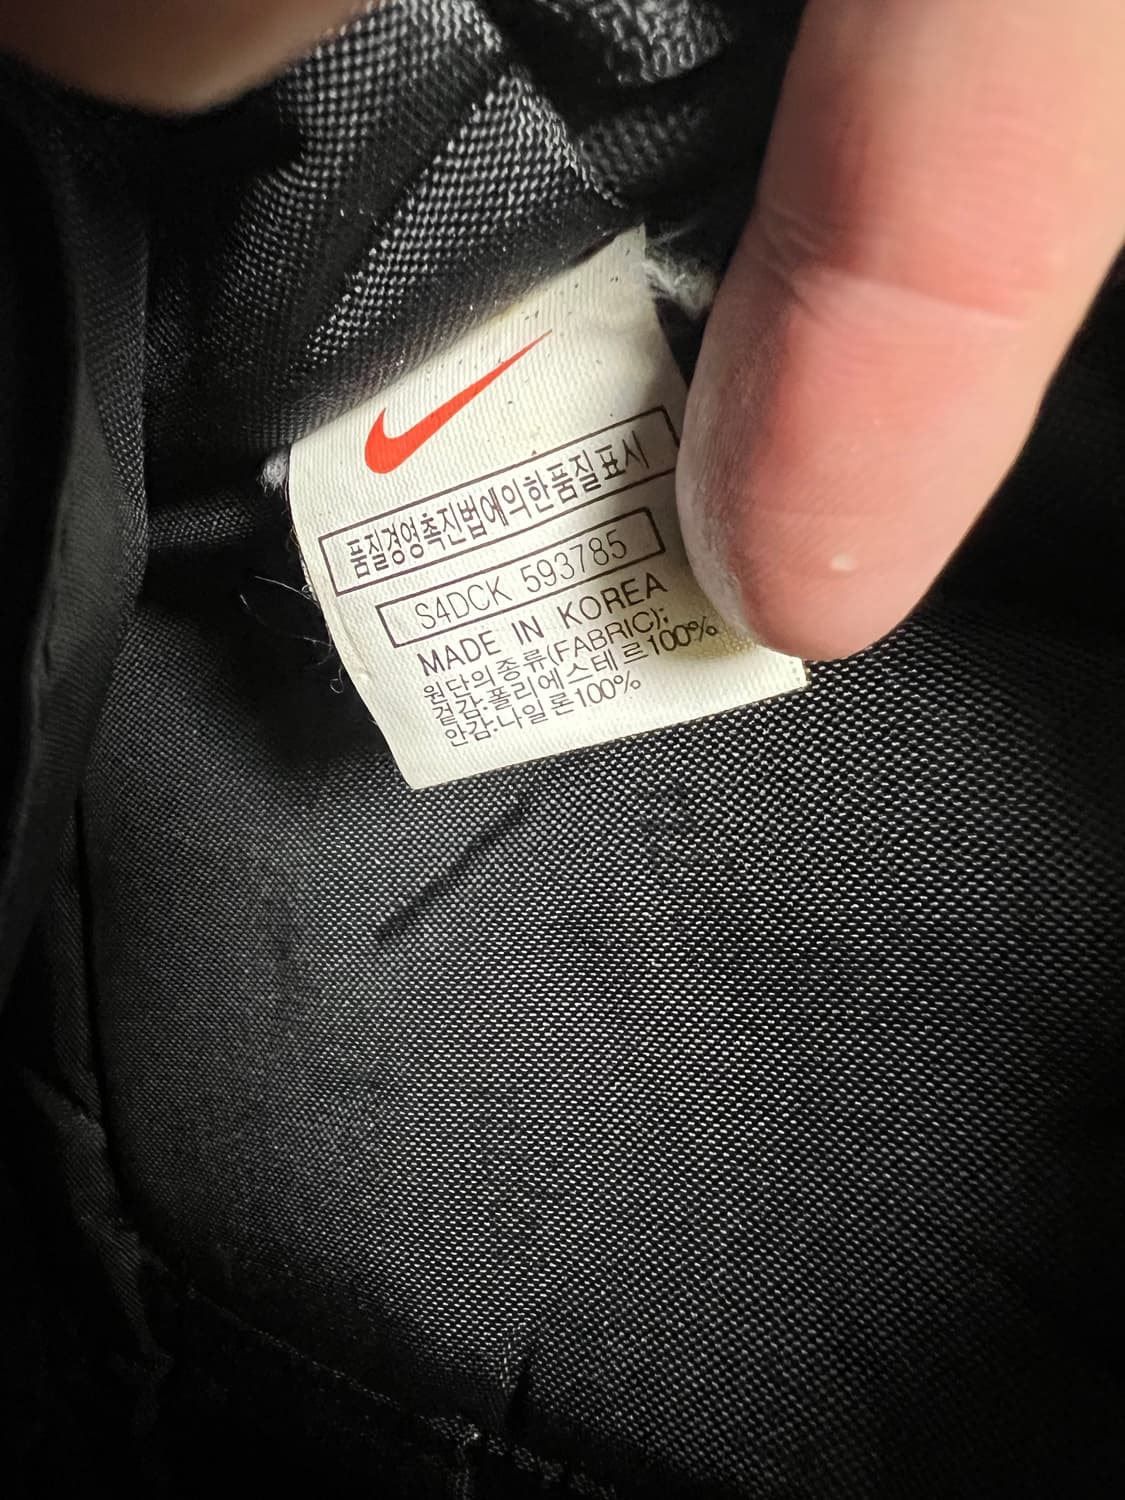 품질경영촉진법에의한품질표시
S4DCK 593785
MADE IN KOREA
원단의종류(FABRIC);
겉감:폴리에스테르100%
안감:나일론100%